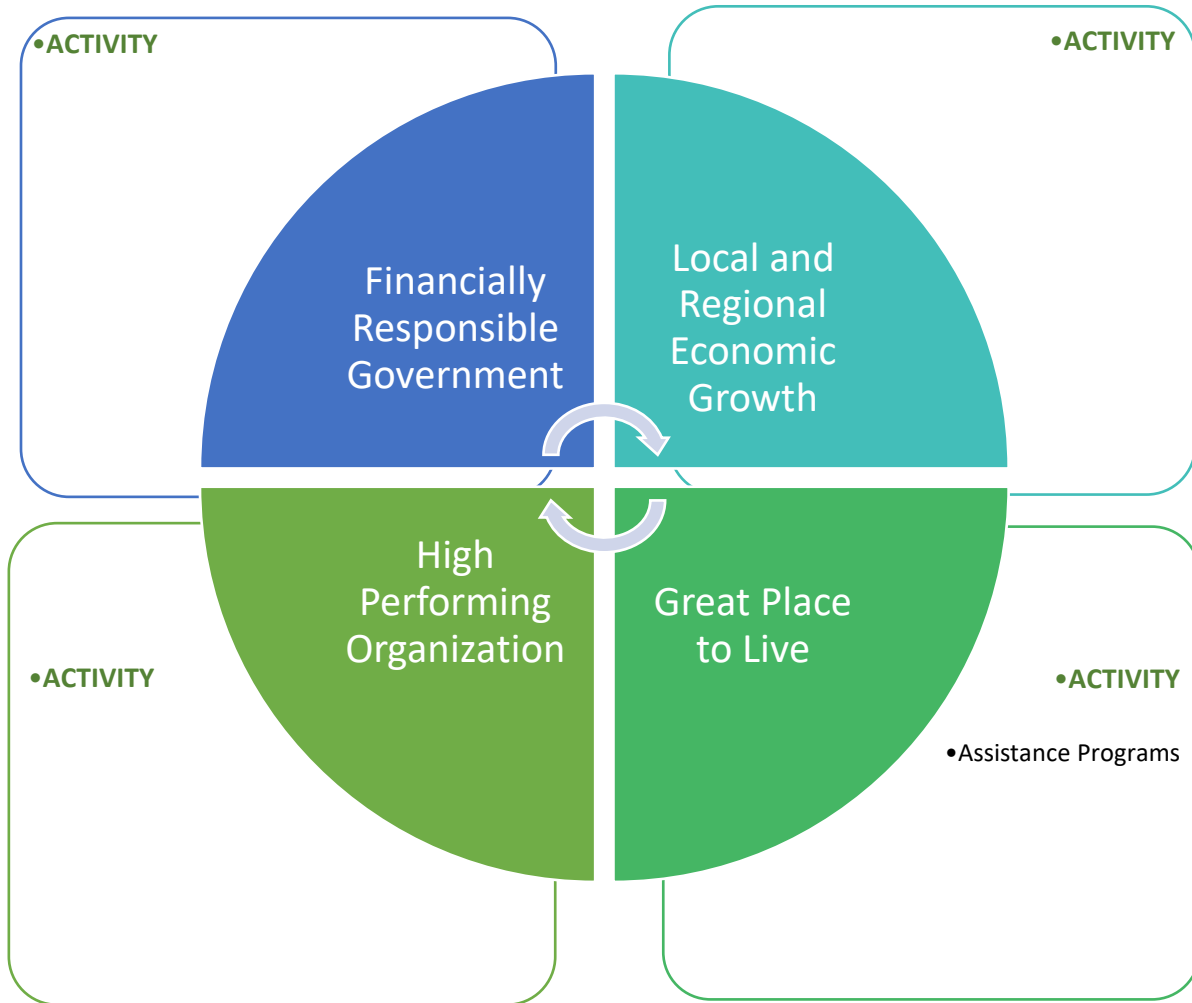 •ACTIVITY
•ACTIVITY
Financially
Responsible
Government
Local and
Regional
Economic
Growth
High
Performing
Organization
Great Place
to Live
•ACTIVITY
•ACTIVITY
•Assistance Programs